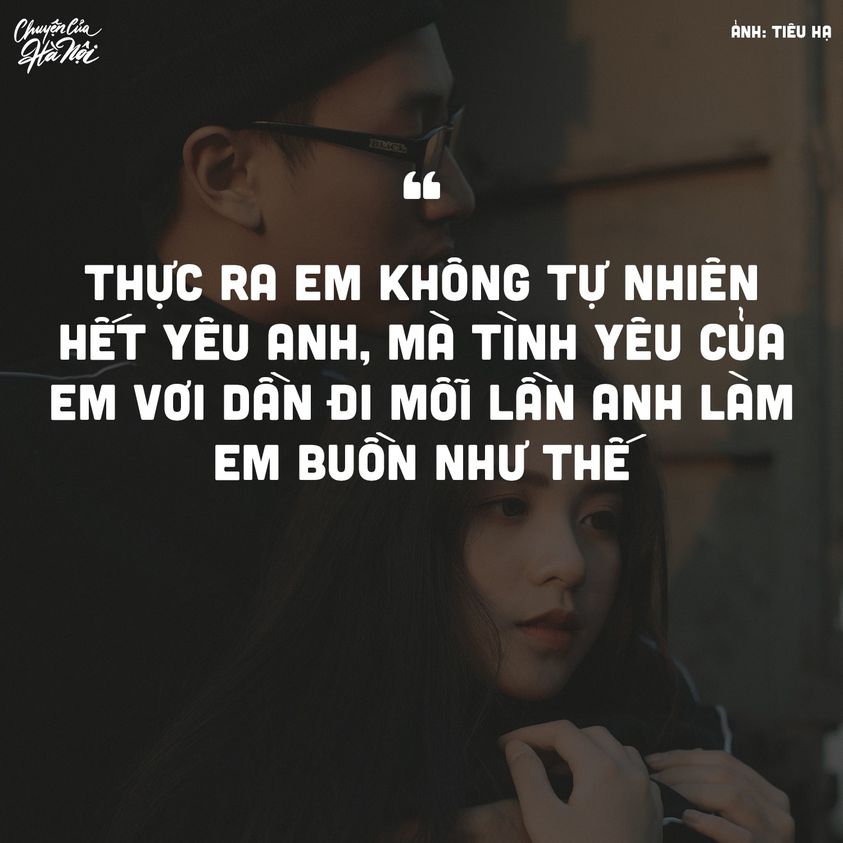 Chuyện Của
Hà Nội
ẢNH: TIÊU HẠ
BLICK
“
THỰC RA EM KHÔNG TỰ NHIÊN
HẾT YÊU ANH, MÀ TÌNH YÊU CỦA
EM VƠI DẦN ĐI MỖI LẦN ANH LÀM
EM BUỒN NHƯ THẾ